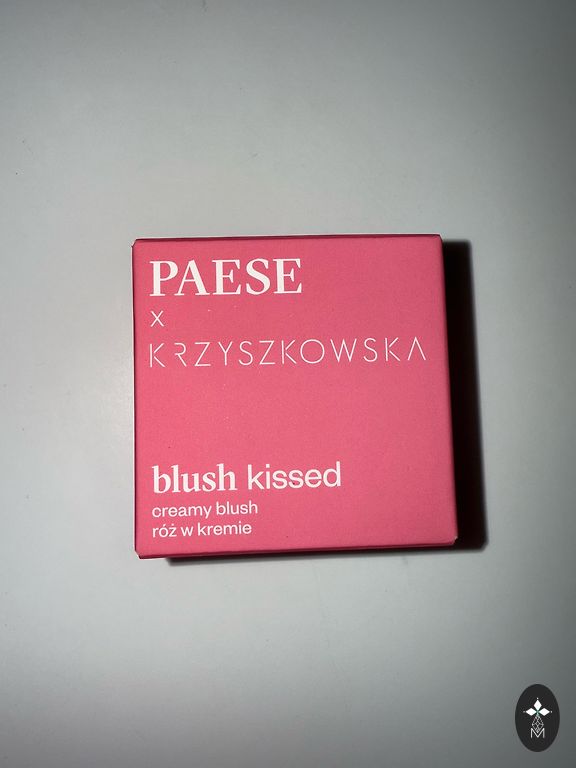 PAESE
x
KRZYSZKOWSKA
blush kissed
creamy blush
róż w kremie
M